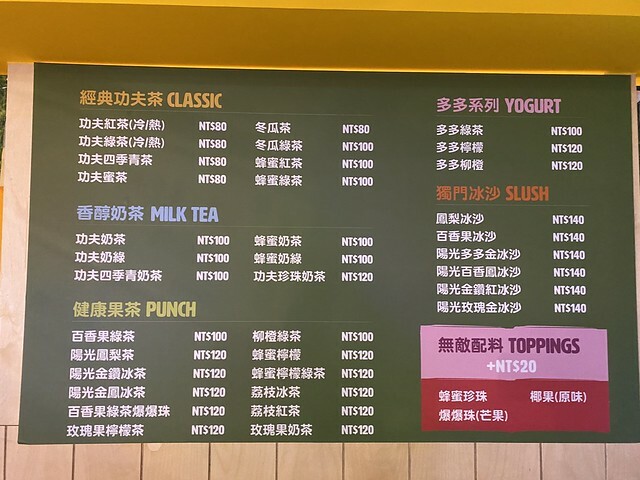 經典功夫茶 CLASSIC
功夫紅茶(冷/熱) NT$80
功夫綠茶(冷/熱) NT$80
功夫四季青茶 NT$80
功夫蜜茶 NT$80
冬瓜茶 NT$80
冬瓜綠茶 NT$100
蜂蜜紅茶 NT$100
蜂蜜綠茶 NT$100
香醇奶茶 MILK TEA
功夫奶茶 NT$100
功夫奶綠 NT$100
功夫四季青奶茶 NT$100
蜂蜜奶茶 NT$100
蜂蜜奶綠 NT$100
功夫珍珠奶茶 NT$120
健康果茶 PUNCH
百香果綠茶 NT$100
陽光鳳梨茶 NT$120
陽光金鑽冰茶 NT$120
陽光金鳳冰茶 NT$120
百香果綠茶爆爆珠 NT$120
玫瑰果檸檬茶 NT$120
柳橙綠茶 NT$100
蜂蜜檸檬 NT$120
蜂蜜檸檬綠茶 NT$120
荔枝冰茶 NT$120
荔枝紅茶 NT$120
玫瑰果奶茶 NT$120
多多系列 YOGURT
多多綠茶 NT$100
多多檸檬 NT$120
多多柳橙 NT$120
獨門冰沙 SLUSH
鳳梨冰沙 NT$140
百香果冰沙 NT$140
陽光多多金冰沙 NT$140
陽光百香鳳冰沙 NT$140
陽光金鑽紅冰沙 NT$140
陽光玫瑰金冰沙 NT$140
無敵配料 TOPPINGS
+NT$20
蜂蜜珍珠 椰果(原味)
爆爆珠(芒果)